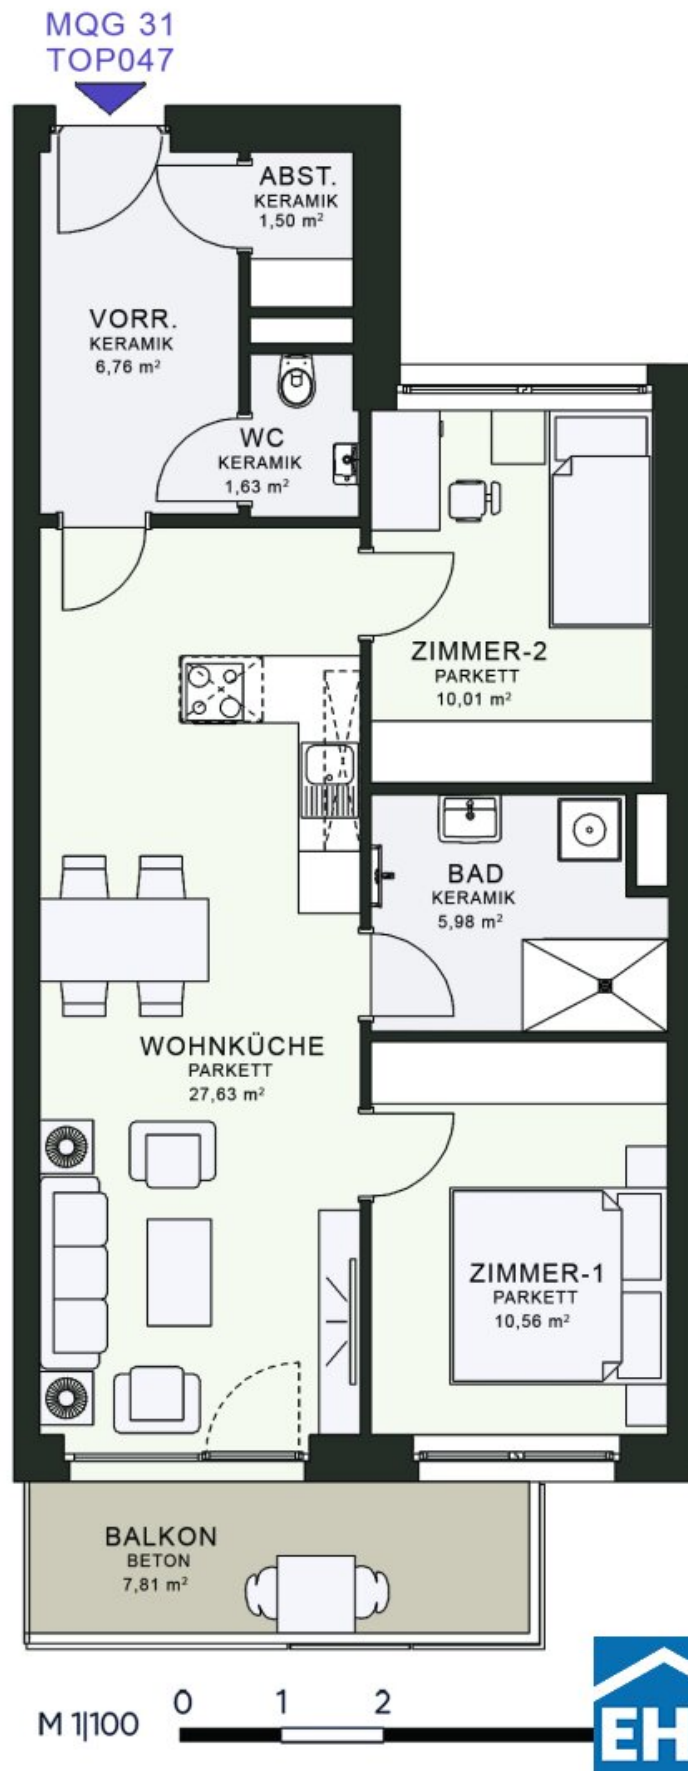 MQG 31
TOP047
ABST.
KERAMIK
1,50 m²
VORR.
KERAMIK
6,76 m²
WC
KERAMIK
1,63 m²
ZIMMER-2
PARKETT
10,01 m²
BAD
KERAMIK
5,98 m²
WOHNKÜCHE
PARKETT
27,63 m²
ZIMMER-1
PARKETT
10,56 m²
BALKON
BETON
7,81 m²
M 1|100 0 1 2
EH